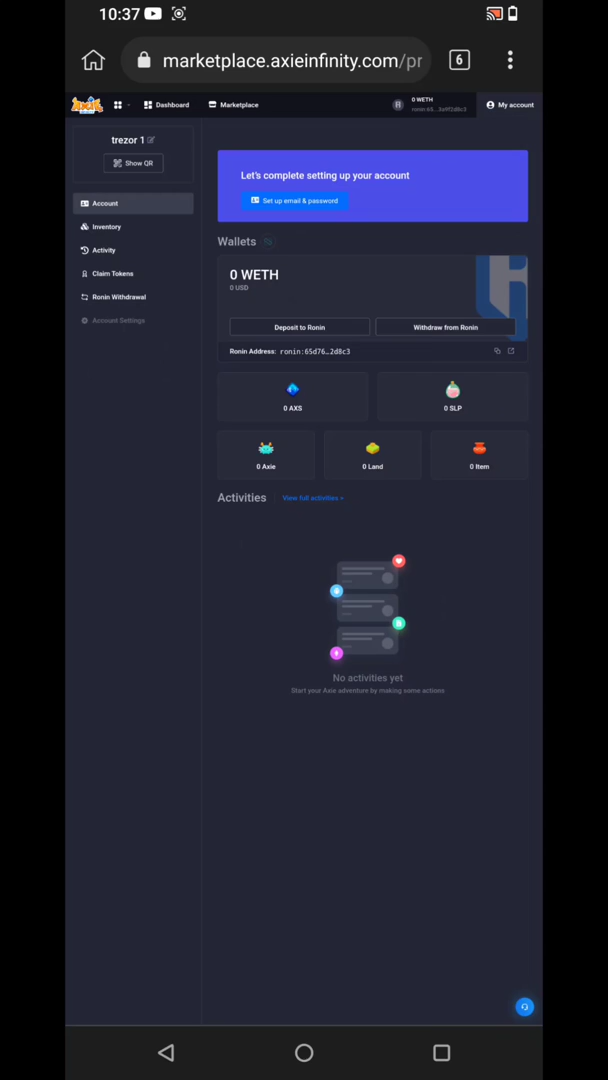 10:37
marketplace.axieinfinity.com/pr
6
Dashboard
Marketplace
0 WETH
My account
trezor 1
Show QR
Account
Inventory
Activity
Claim Tokens
Ronin Withdrawal
Account Settings
Let's complete setting up your account
Set up email & password
Wallets
0 WETH
0 USD
Deposit to Ronin
Withdraw from Ronin
Ronin Address: ronin:65d76…2d8c3
0 AXS
0 SLP
0 Axie
0 Land
0 Item
Activities
View full activities »
No activities yet
Start your Axie adventure by making some actions